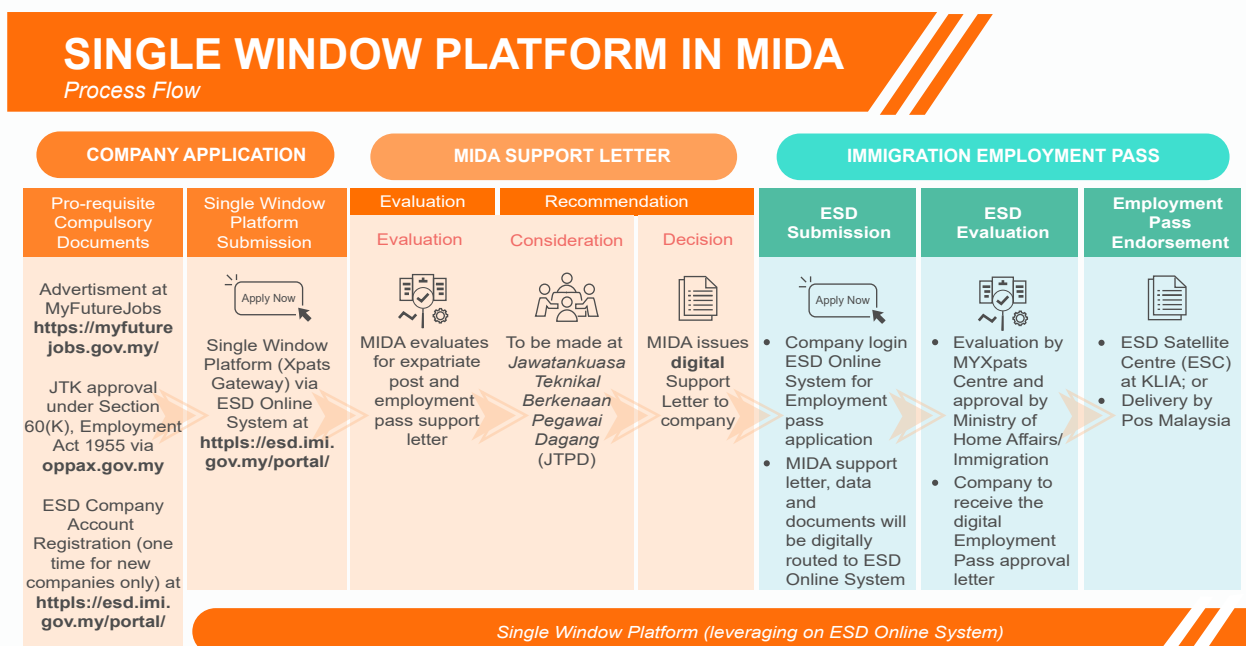 SINGLE WINDOW PLATFORM IN MIDA
Process Flow
COMPANY APPLICATION
MIDA SUPPORT LETTER
IMMIGRATION EMPLOYMENT PASS
Pro-requisite
Compulsory
Documents
Advertisment at
MyFutureJobs
https://myfuture
jobs.gov.my/
JTK approval
under Section
60(K), Employment
Act 1955 via
oppax.gov.my
ESD Company
Account
Registration (one
time for new
companies only) at
httpls://esd.imi.
gov.my/portal/
Single Window
Platform
Submission
Apply Now
Single Window
Platform (Xpats
Gateway) via
ESD Online
System at
httpls://esd.imi.
gov.my/portal/
Evaluation
Evaluation
MIDA evaluates
for expatriate
post and
employment
pass support
letter
Recommendation
Consideration
To be made at
Jawatankuasa
Teknikal
Berkenaan
Pegawai
Dagang
(JTPD)
Decision
MIDA issues
digital
Support
Letter to
company
ESD
Submission
Apply Now
• Company login
ESD Online
System for
Employment
pass
application
• MIDA support
letter, data
and
documents will
be digitally
routed to ESD
Online System
ESD
Evaluation
• Evaluation by
MYXpats
Centre and
approval by
Ministry of
Home Affairs/
Immigration
• Company to
receive the
digital
Employment
Pass approval
letter
Employment
Pass
Endorsement
• ESD Satellite
Centre (ESC)
at KLIA; or
• Delivery by
Pos Malaysia
Single Window Platform (leveraging on ESD Online System)